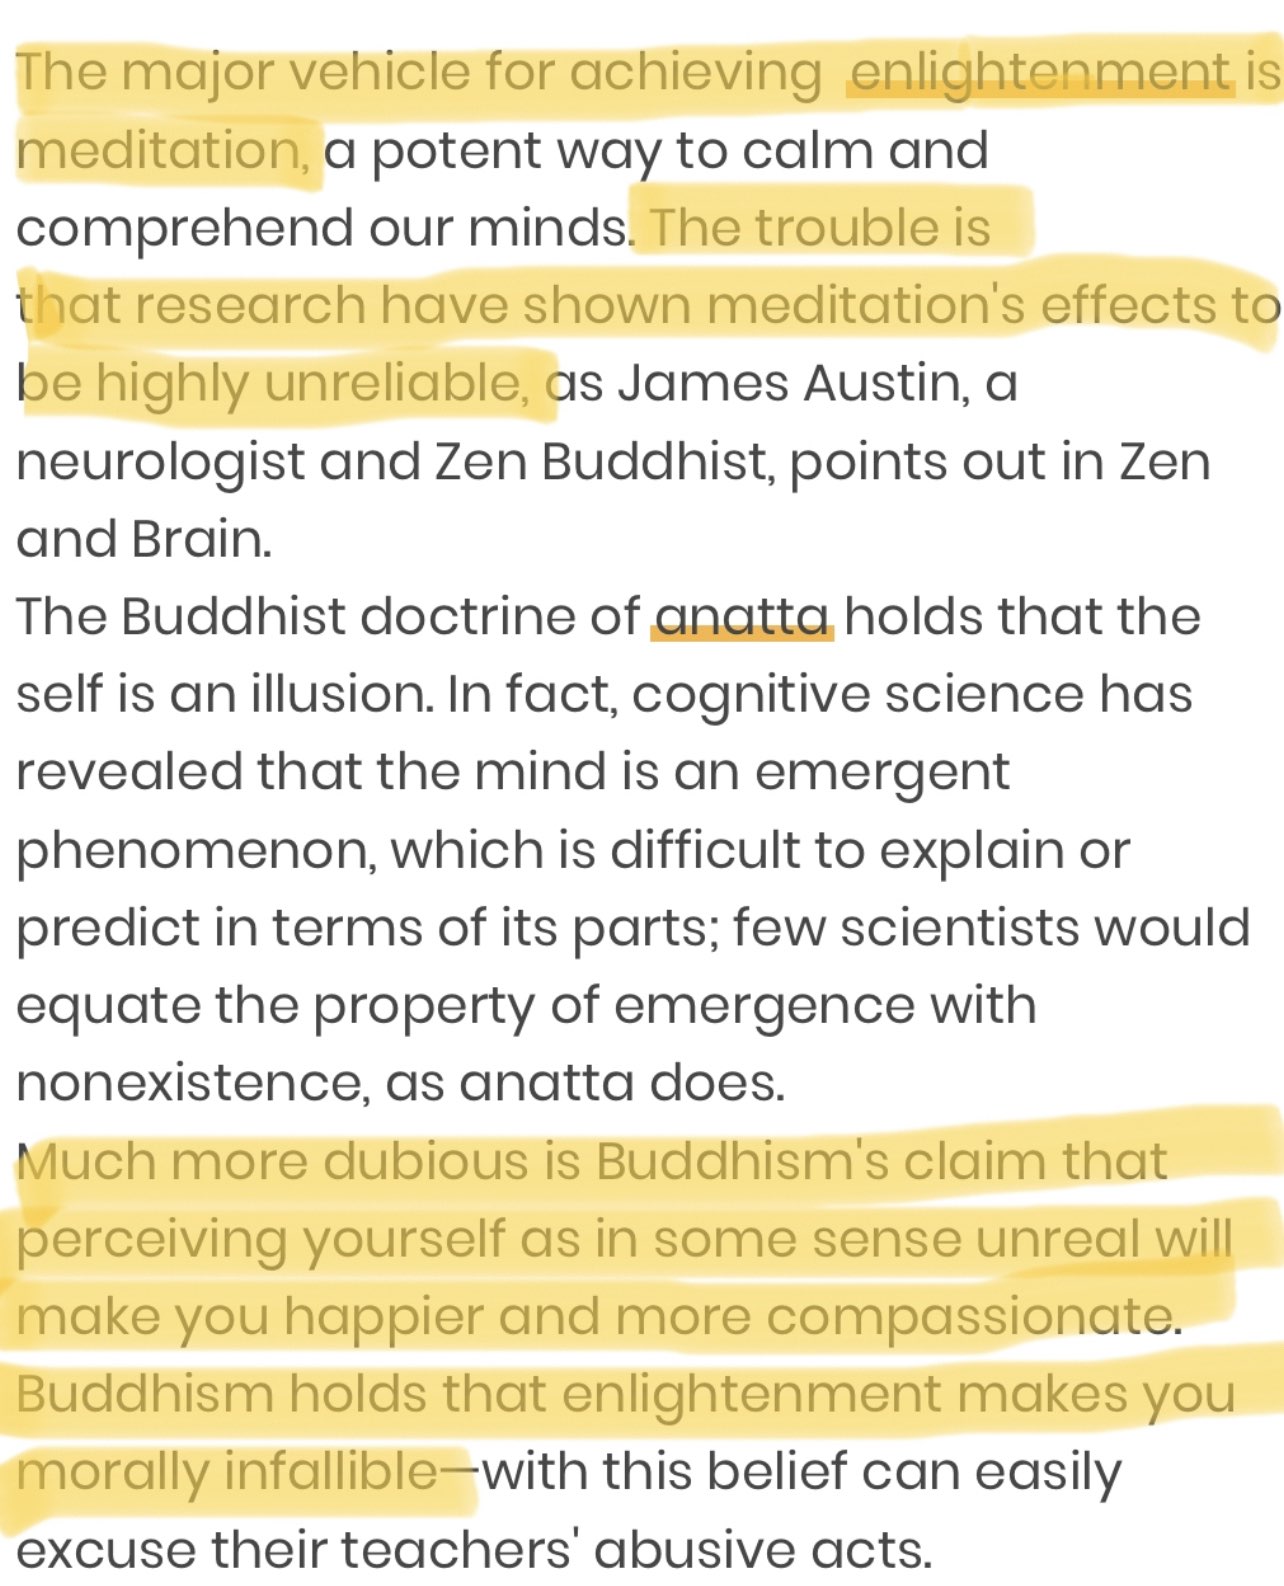 The major vehicle for achieving enlightenment is
meditation, a potent way to calm and
comprehend our minds. The trouble is
that research have shown meditation's effects to
be highly unreliable, as James Austin, a
neurologist and Zen Buddhist, points out in Zen
and Brain.
The Buddhist doctrine of anatta holds that the
self is an illusion. In fact, cognitive science has
revealed that the mind is an emergent
phenomenon, which is difficult to explain or
predict in terms of its parts; few scientists would
equate the property of emergence with
nonexistence, as anatta does.
Much more dubious is Buddhism's claim that
perceiving yourself as in some sense unreal will
make you happier and more compassionate.
Buddhism holds that enlightenment makes you
morally infallible—with this belief can easily
excuse their teachers' abusive acts.